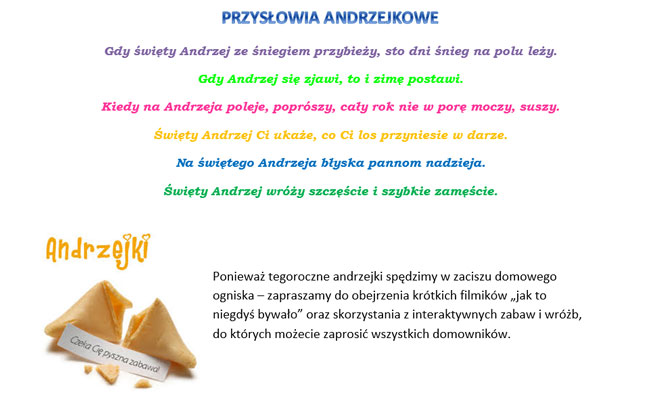 PRZYSŁOWIA ANDRZEJKOWE
Gdy święty Andrzej ze śniegiem przybieży, sto dni śnieg na polu leży.
Gdy Andrzej się zjawi, to i zimę postawi.
Kiedy na Andrzeja poleje, poprószy, cały rok nie w porę moczy, suszy.
Święty Andrzej Ci ukaże, co Ci los przyniesie w darze.
Na świętego Andrzeja błyska pannom nadzieja.
Święty Andrzej wróży szczęście i szybkie zamęście.
Andrzejki
Czeka Cię pyszna zabawa!
Ponieważ tegoroczne andrzejki spędzimy w zaciszu domowego
ogniska – zapraszamy do obejrzenia krótkich filmików „jak to
niegdyś bywało” oraz skorzystania z interaktywnych zabaw i wróżb,
do których możecie zaprosić wszystkich domowników.